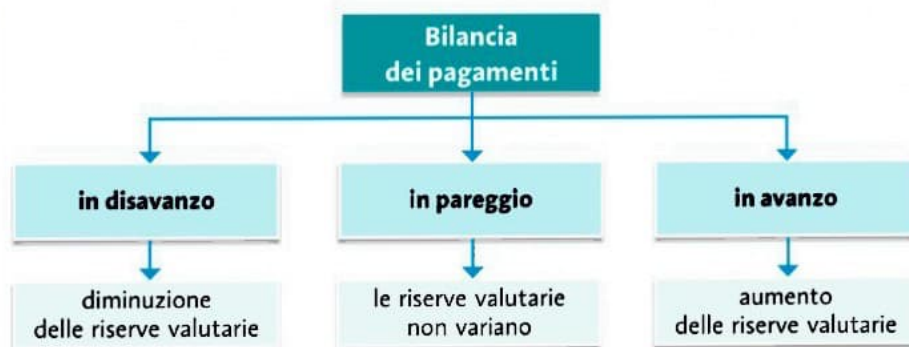 Bilancia
dei pagamenti
in disavanzo
in pareggio
in avanzo
diminuzione
delle riserve valutarie
le riserve valutarie
non variano
aumento
delle riserve valutarie